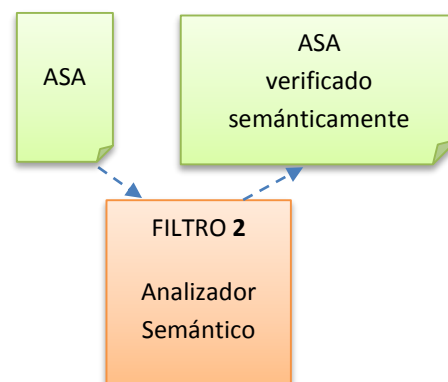 ASA
ASA
verificado
semánticamente
FILTRO 2
Analizador
Semántico